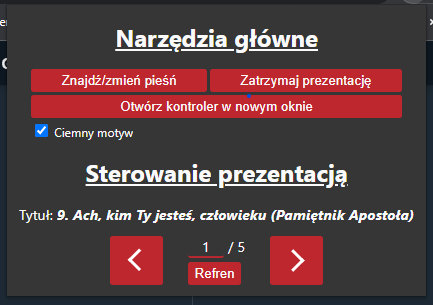 Narzędzia główne
Znajdź/zmień pieśń
Zatrzymaj prezentację
Otwórz kontroler w nowym oknie
Ciemny motyw
Sterowanie prezentacją
Tytuł: 9. Ach, kim Ty jesteś, człowieku (Pamiętnik Apostoła)
1 / 5
Refren